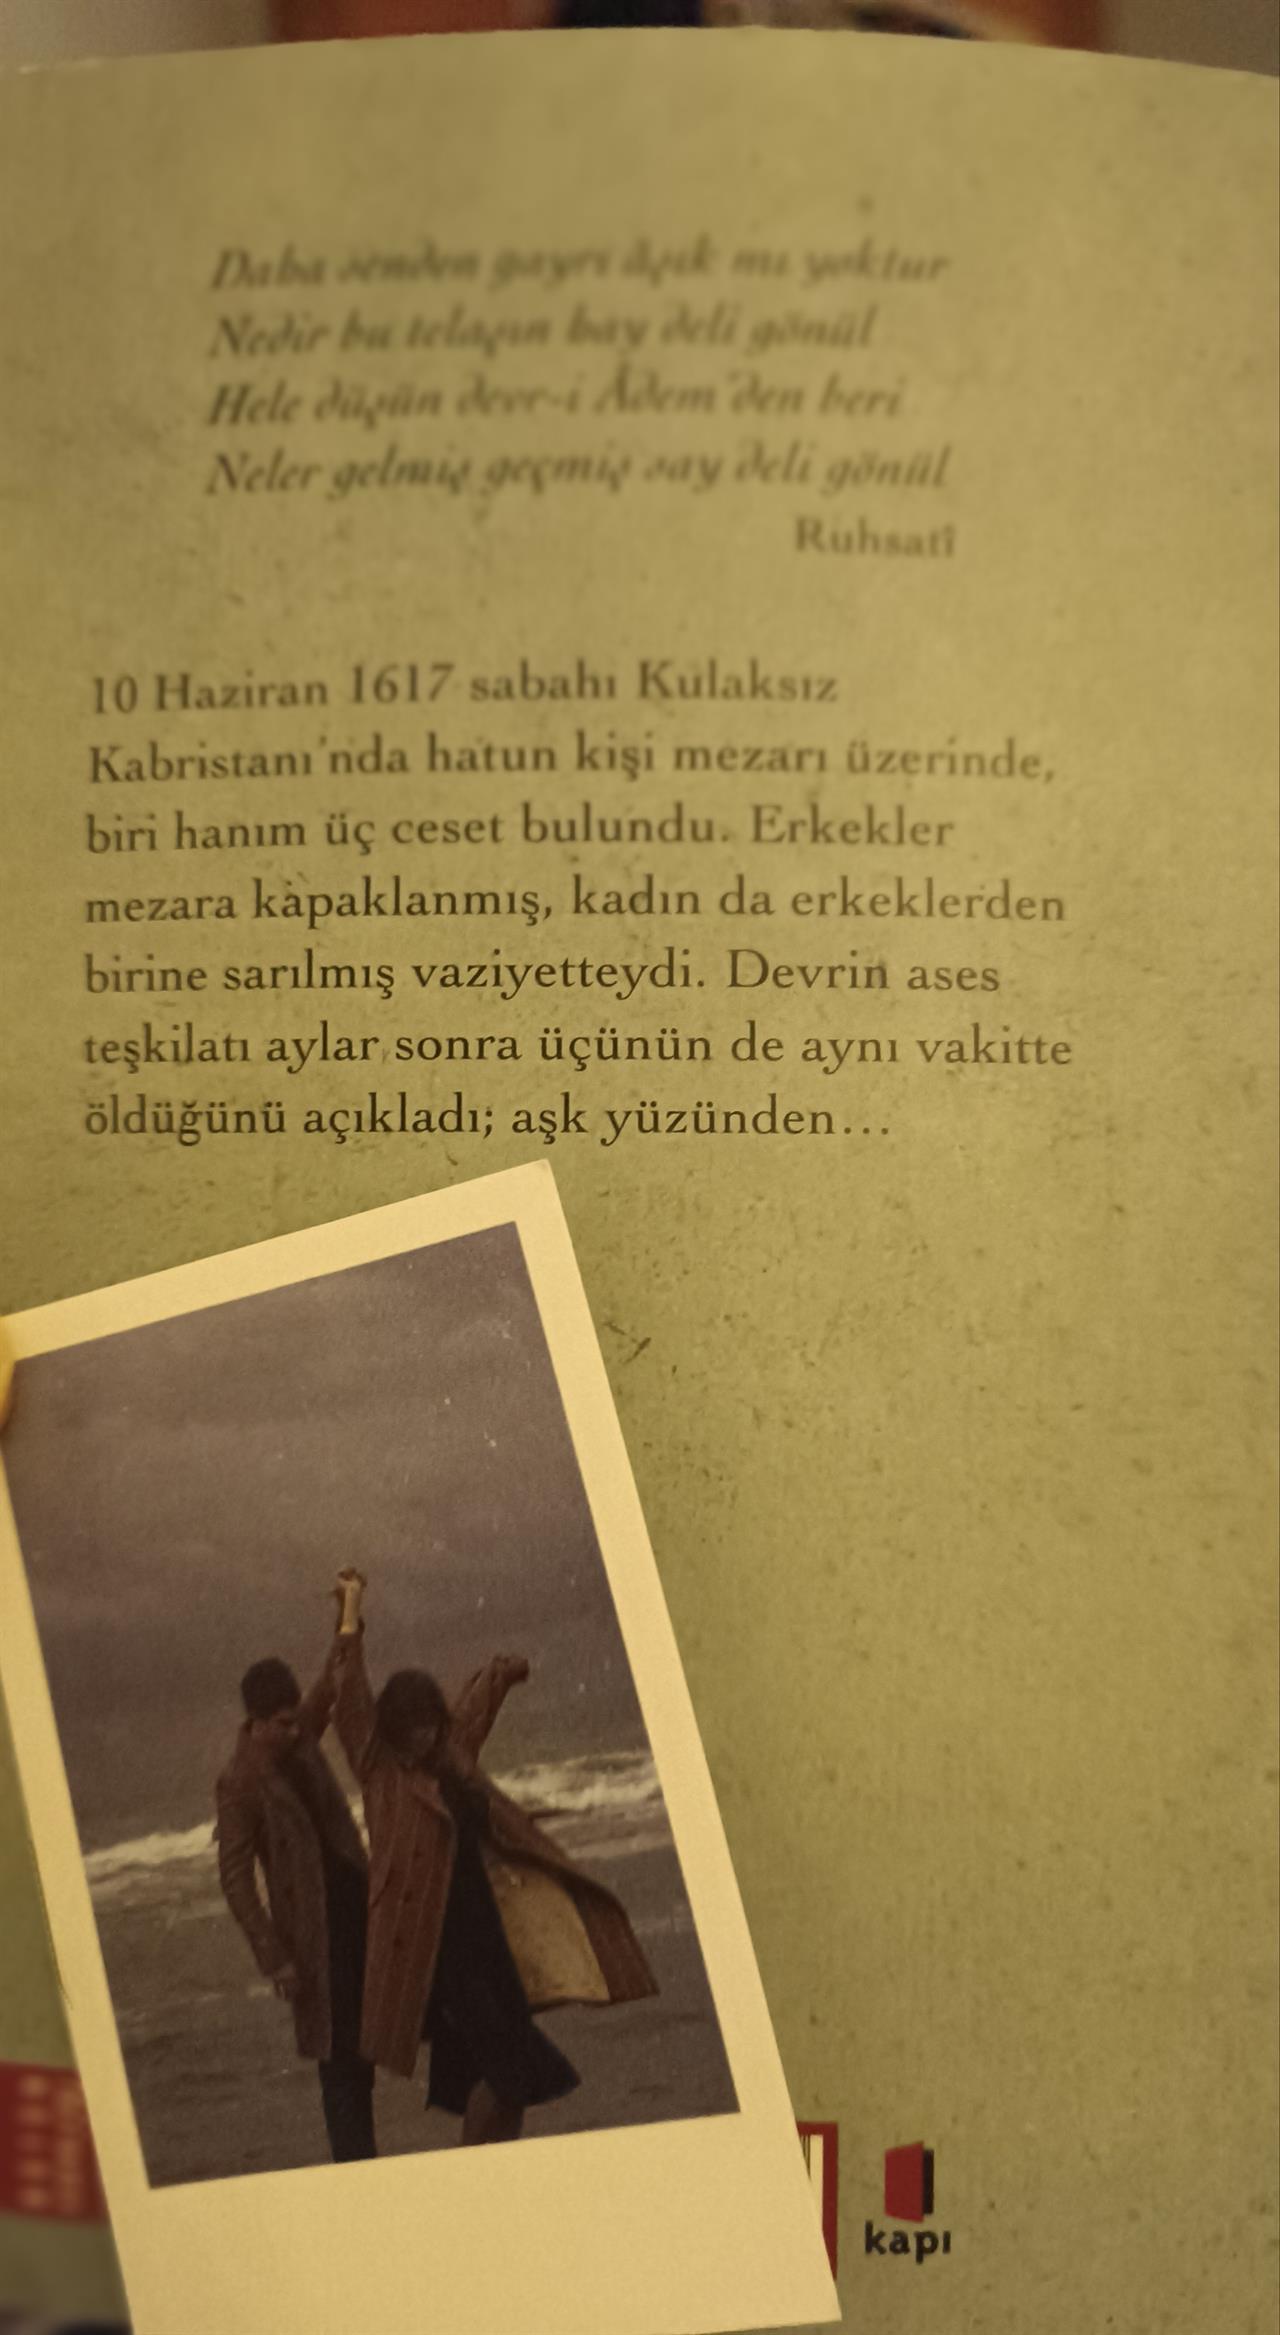 Daha senden gayrı âşık mı yoktur
Nedir bu telaşın hay deli gönül
Hele düşün devr-i Âdem'den beri
Neler gelmiş geçmiş say deli gönül
Ruhsatî
10 Haziran 1617 sabahı Kulaksız
Kabristanı'nda hatun kişi mezarı üzerinde,
biri hanım üç ceset bulundu. Erkekler
mezara kapaklanmış, kadın da erkeklerden
birine sarılmış vaziyetteydi. Devrin ases
teşkilatı aylar sonra üçünün de aynı vakitte
öldüğünü açıkladı; aşk yüzünden...
kapı